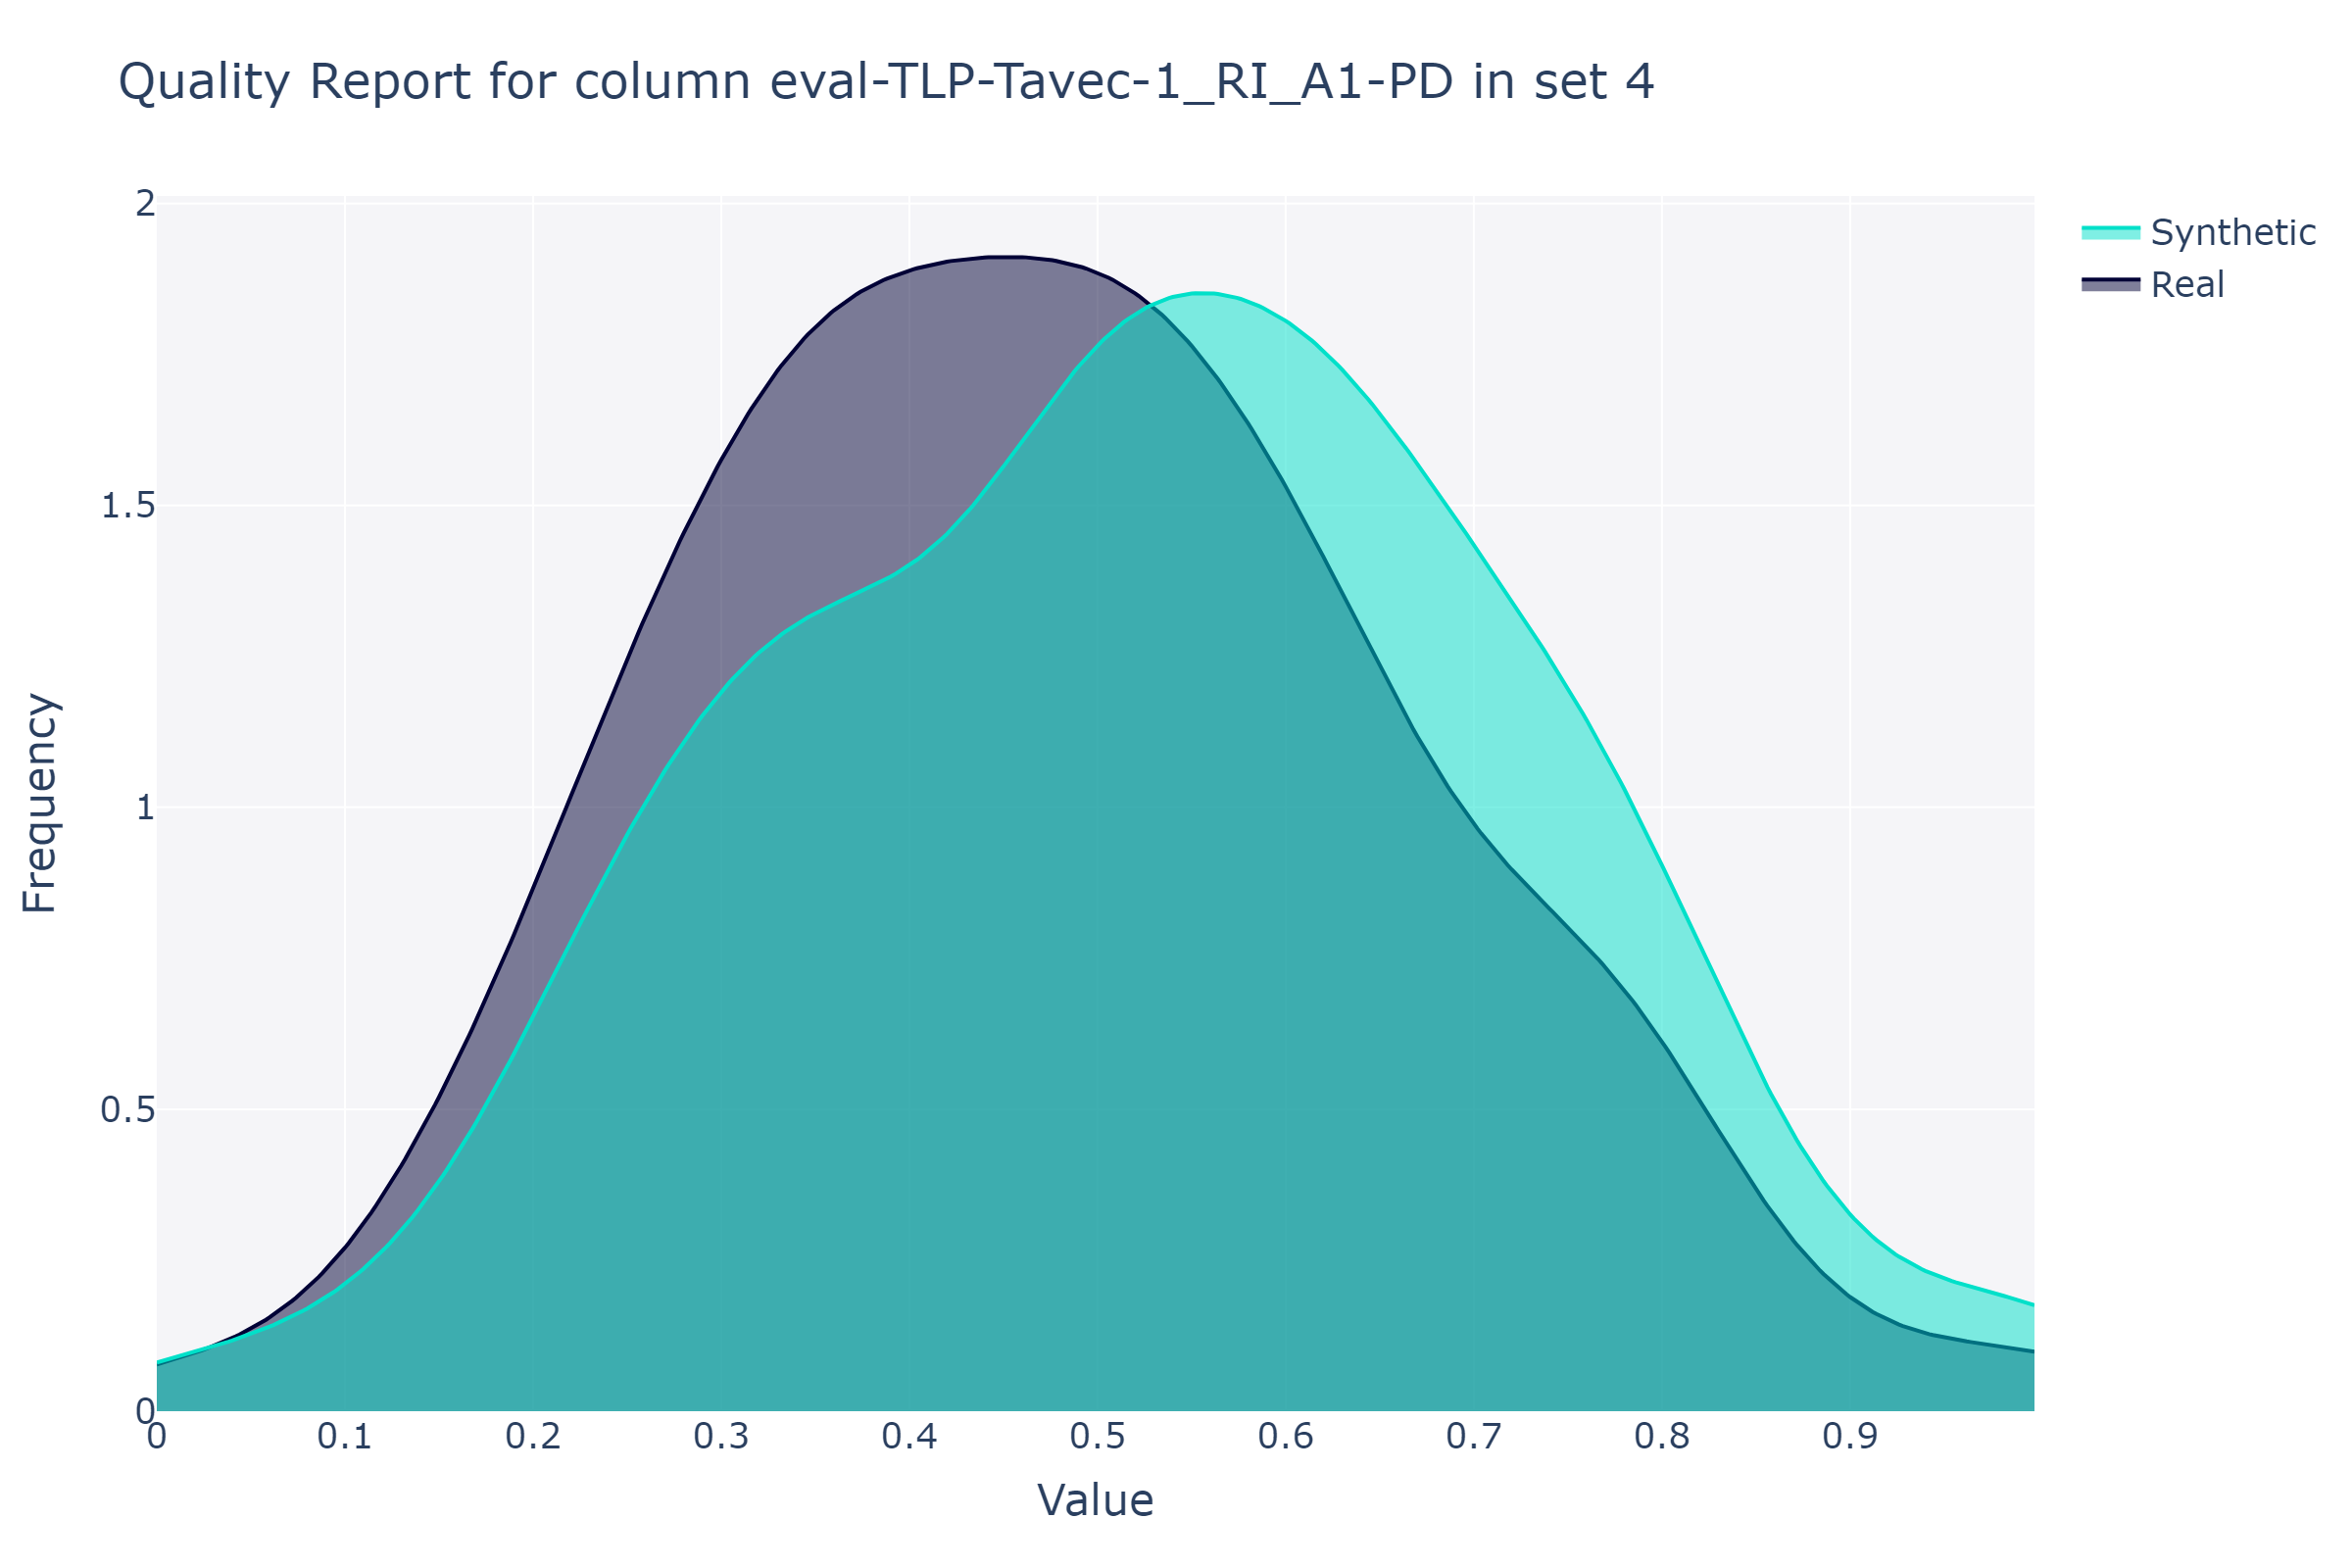 Quality Report for column eval-TLP-Tavec-1_RI_A1-PD in set 4
Synthetic
Real
Frequency
2
1.5
1
0.5
0
0 0.1 0.2 0.3 0.4 0.5 0.6 0.7 0.8 0.9
Value